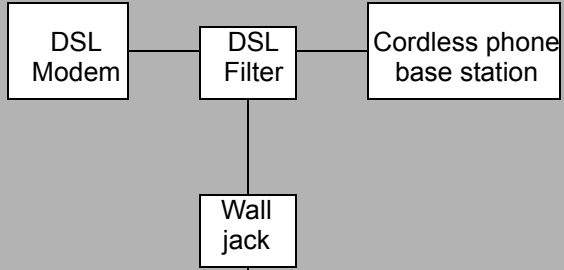 DSL
Modem
DSL
Filter
Cordless phone
base station
Wall
jack